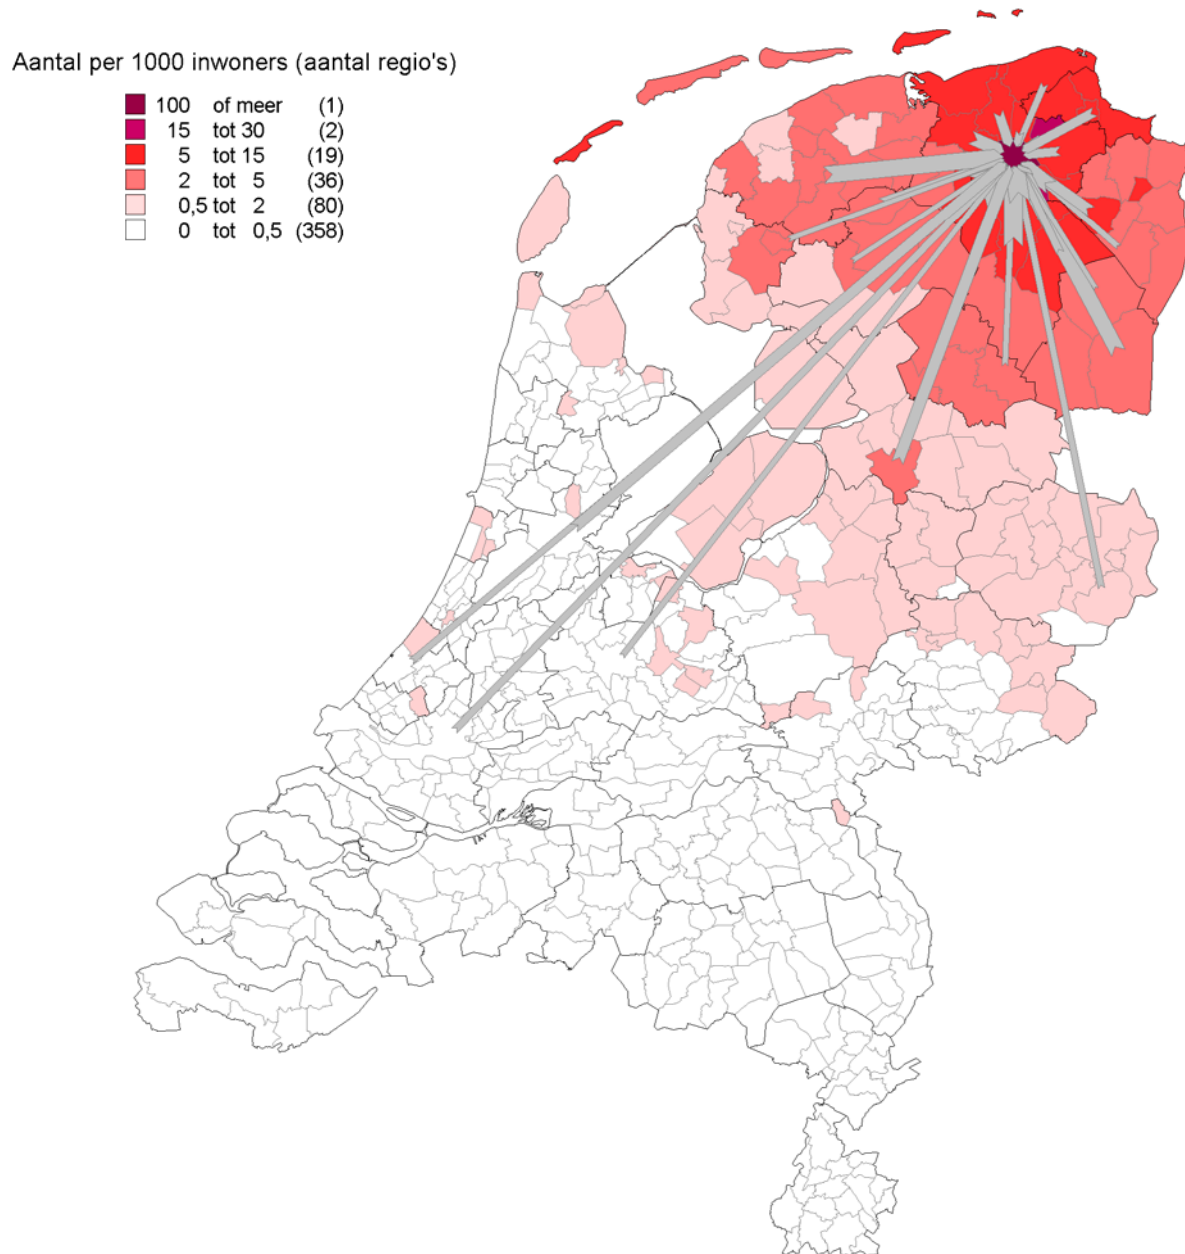 Aantal per 1000 inwoners (aantal regio's)
100 of meer (1)
15 tot 30 (2)
5 tot 15 (19)
2 tot 5 (36)
0,5 tot 2 (80)
0 tot 0,5 (358)